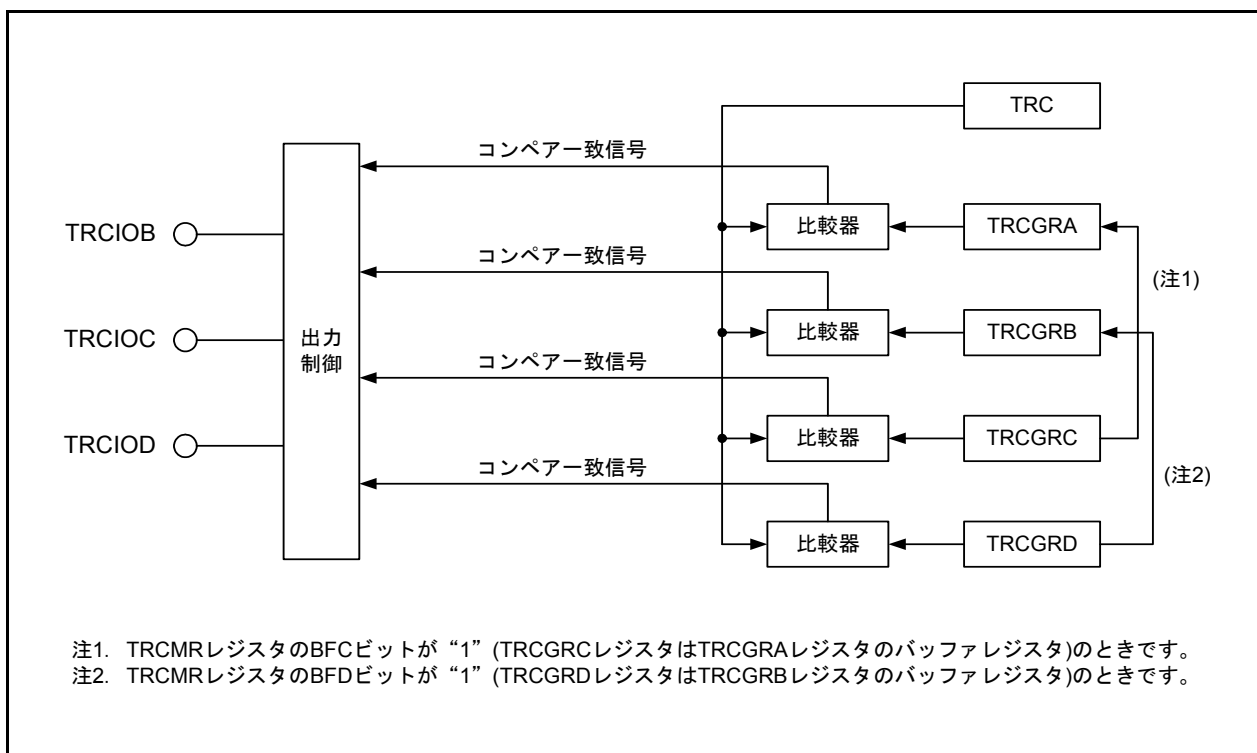 TRC
コンペア一致信号
比較器
TRCGRA
TRCIOB
(注1)
コンペア一致信号
比較器
TRCGRB
TRCIOC
出力
制御
コンペア一致信号
比較器
TRCGRC
TRCIOD
コンペア一致信号
(注2)
比較器
TRCGRD
注1. TRCMRレジスタのBFCビットが“1”(TRCGRCレジスタはTRCGRAレジスタのバッファレジスタ)のときです。
注2. TRCMRレジスタのBFDビットが“1”(TRCGRDレジスタはTRCGRBレジスタのバッファレジスタ)のときです。